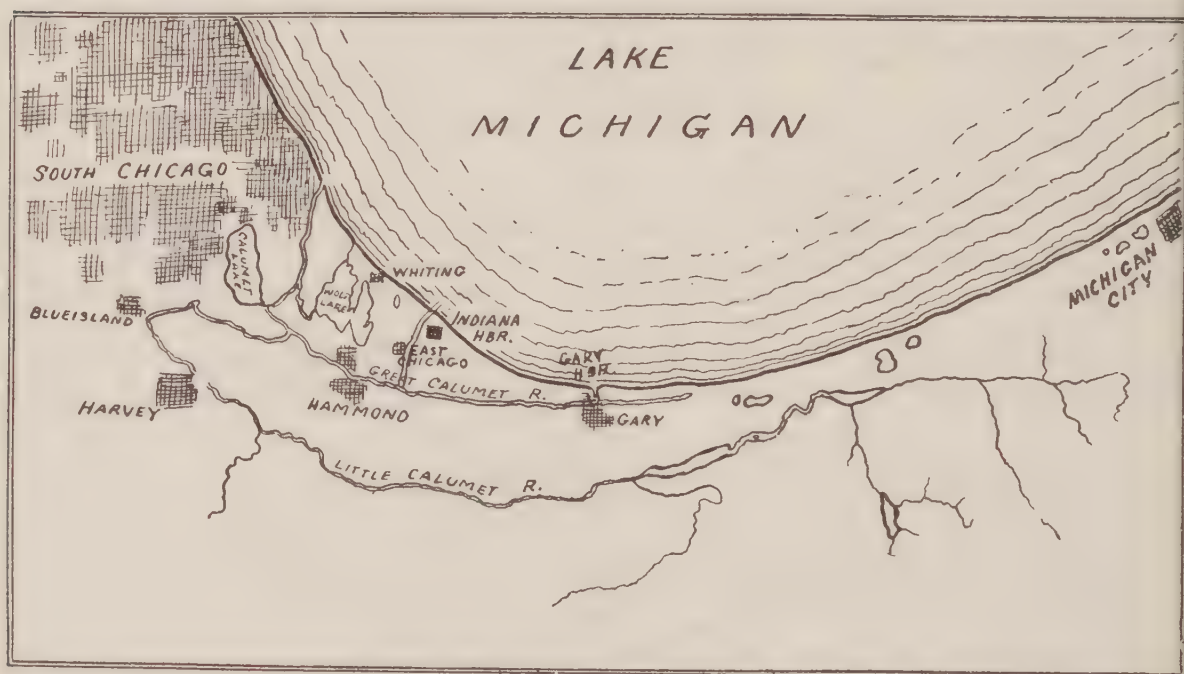 LAKE
MICHIGAN
SOUTH CHICAGO
CALUMET
LAKE
WOLF
LAKE
WHITING
BLUEISLAND
INDIANA
HBR.
EAST
CHICAGO
GARY
HBR.
MICHIGAN
CITY
GREAT CALUMET R.
HARVEY
HAMMOND
GARY
LITTLE CALUMET R.